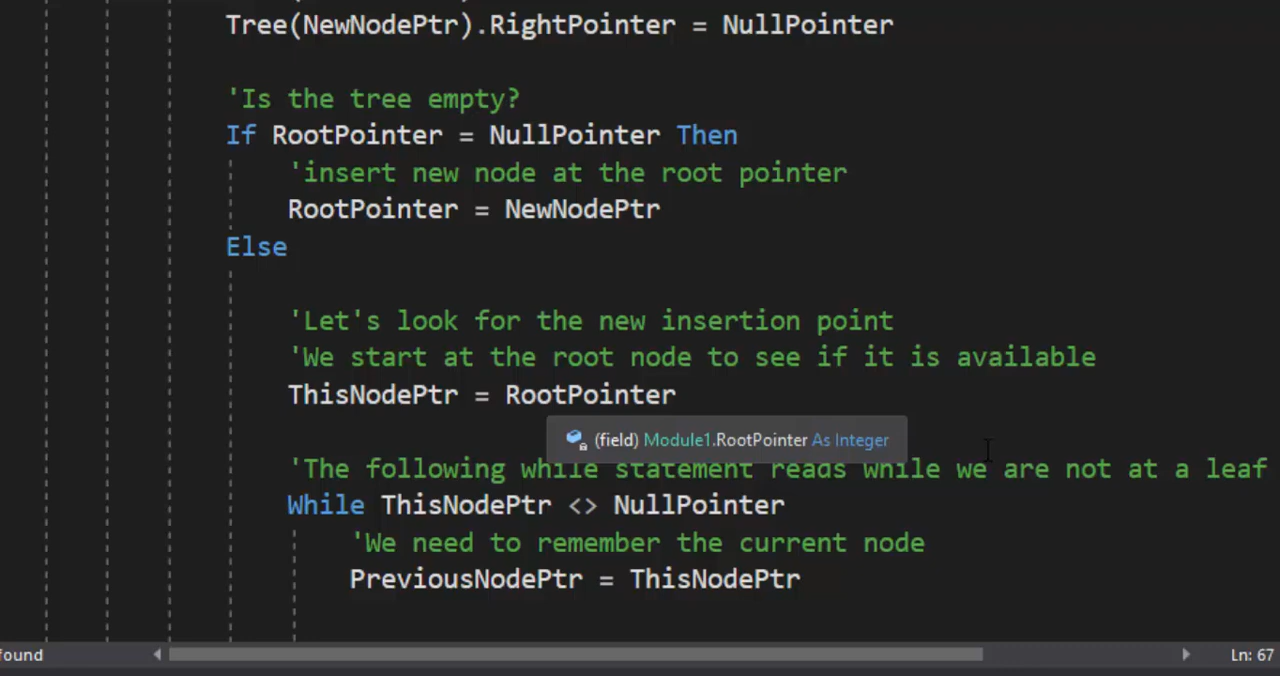 Tree(NewNodePtr).RightPointer = NullPointer
'Is the tree empty?
If RootPointer = NullPointer Then
'insert new node at the root pointer
RootPointer = NewNodePtr
Else
'Let's look for the new insertion point
'We start at the root node to see if it is available
ThisNodePtr = RootPointer
(field) Module1.RootPointer As Integer
'The following while statement reads while we are not at a leaf
While ThisNodePtr <> NullPointer
'We need to remember the current node
PreviousNodePtr = ThisNodePtr
found
Ln: 67